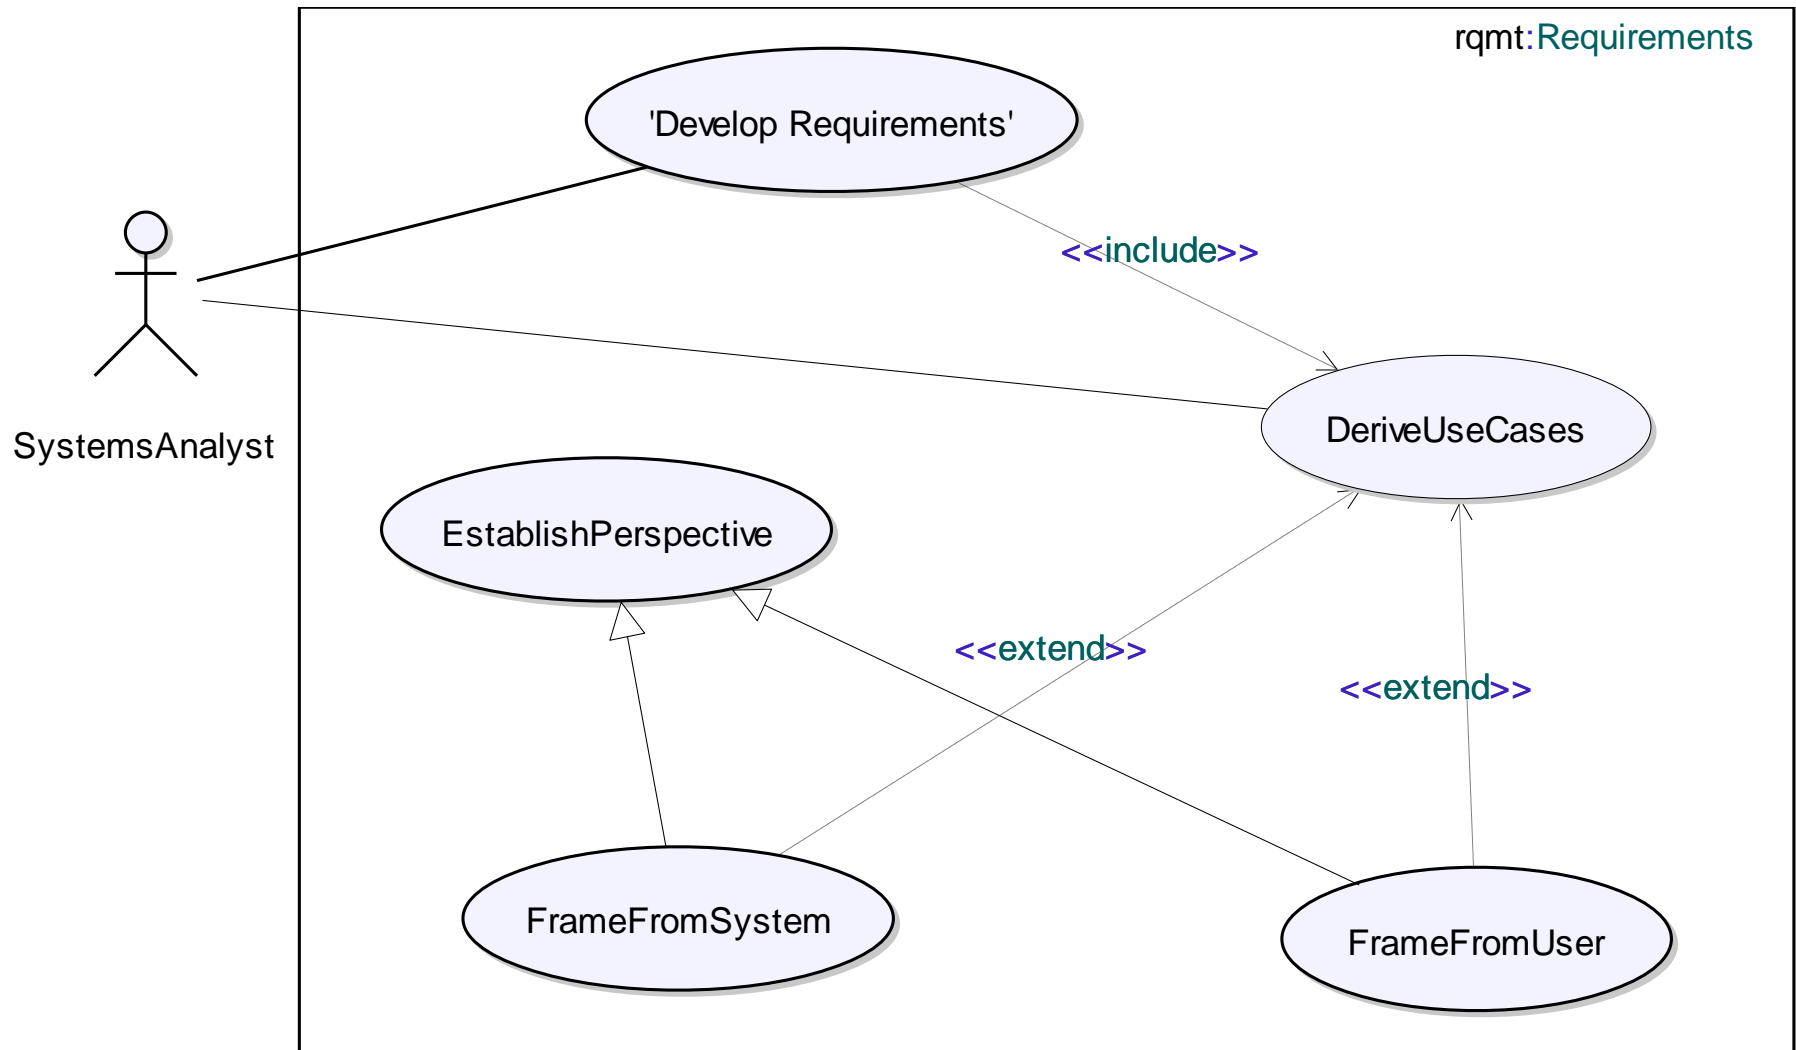 rqmt:Requirements
'Develop Requirements'
<<include>>
SystemsAnalyst
DeriveUseCases
EstablishPerspective
<<extend>>
<<extend>>
FrameFromSystem
FrameFromUser